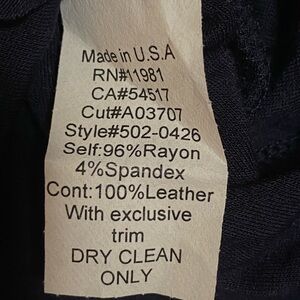 Made in U.S.A
RN#11981
CA#54517
Cut#A03707
Style#502-0426
Self:96%Rayon
4%Spandex
Cont:100%Leather
With exclusive
trim
DRY CLEAN
ONLY